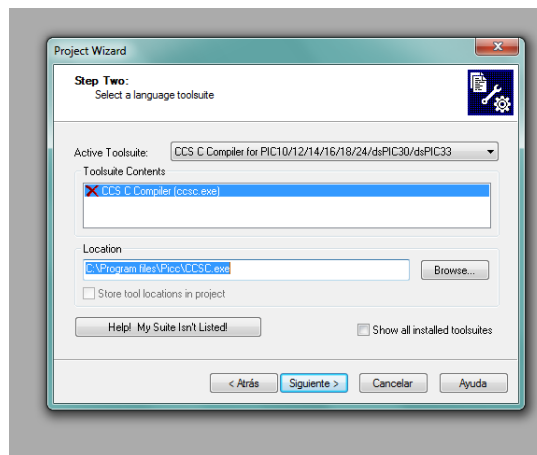 Project Wizard
Step Two:
Select a language toolsuite
Active Toolsuite: CCS C Compiler for PIC10/12/14/16/18/24/dsPIC30/dsPIC33
Toolsuite Contents
CCS C Compiler (ccsc.exe)
Location
C:\Program files\Picc\CCSC.exe Browse...
Store tool locations in project
Help! My Suite Isn't Listed! Show all installed toolsuites
< Atrás Siguiente > Cancelar Ayuda